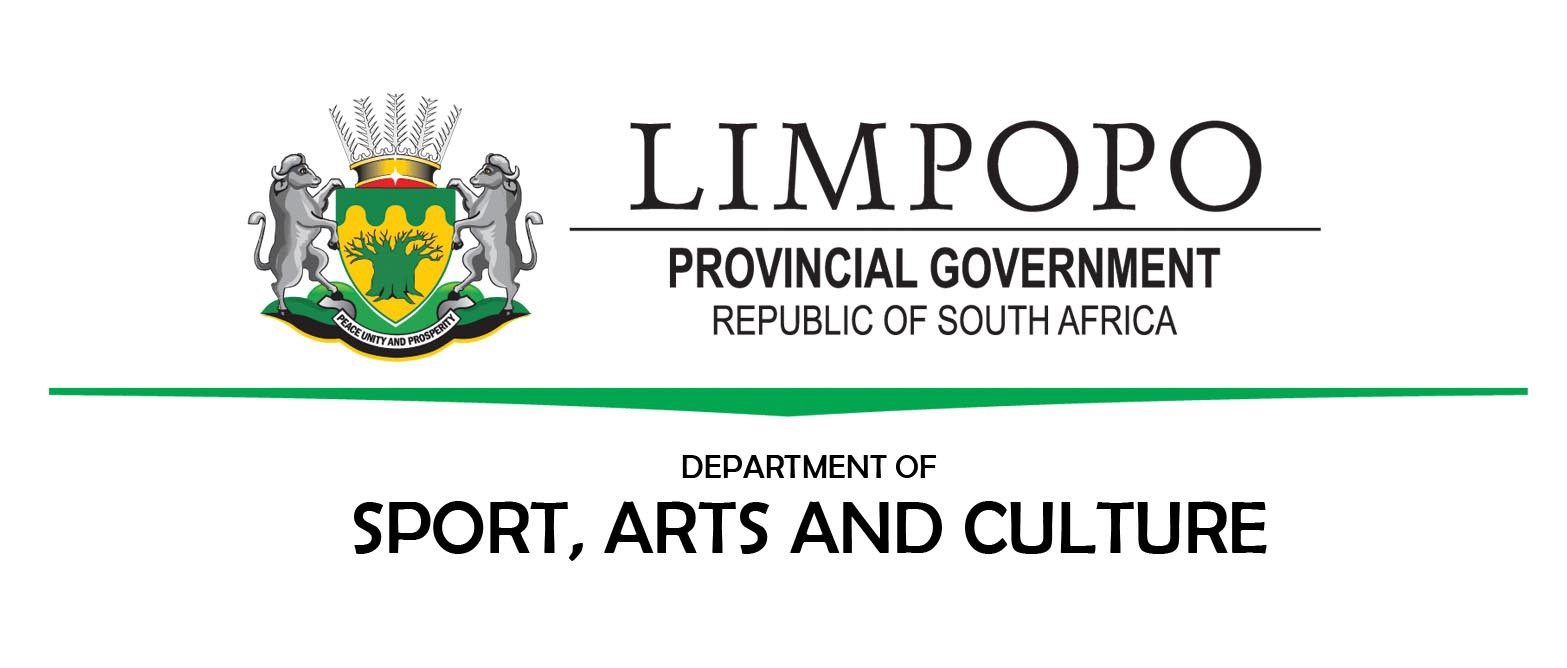 LIMPOPO
PROVINCIAL GOVERNMENT
REPUBLIC OF SOUTH AFRICA
PEACE UNITY AND PROSPERITY
DEPARTMENT OF
SPORT, ARTS AND CULTURE